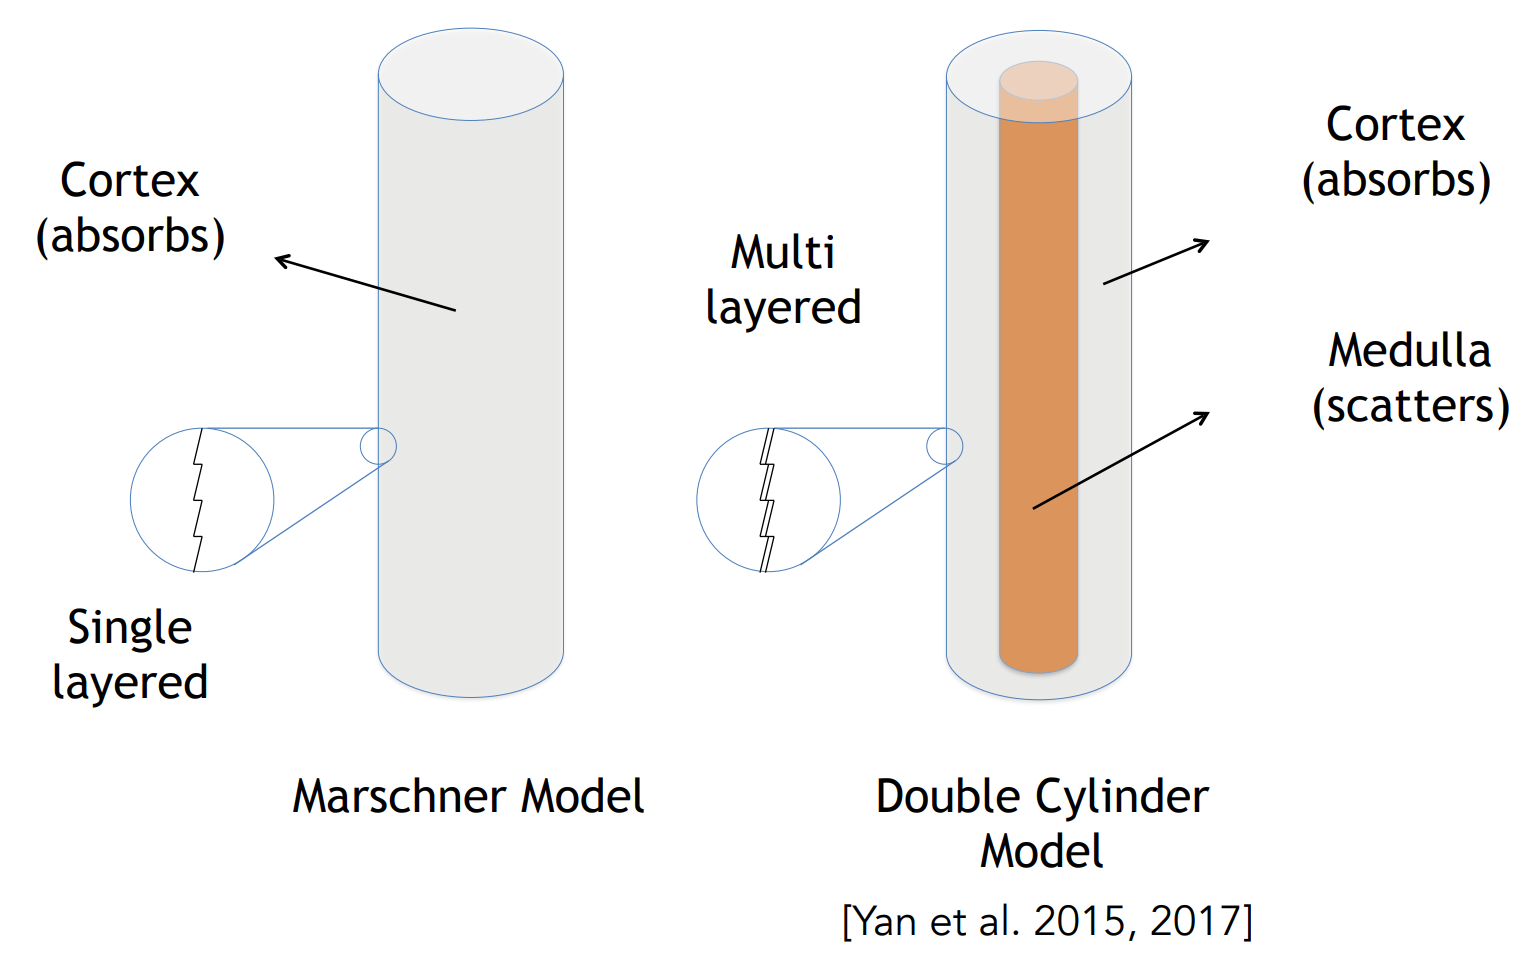 Cortex
(absorbs)
Single
layered
Marschner Model
Multi
layered
Cortex
(absorbs)
Medulla
(scatters)
Double Cylinder
Model
[Yan et al. 2015, 2017]